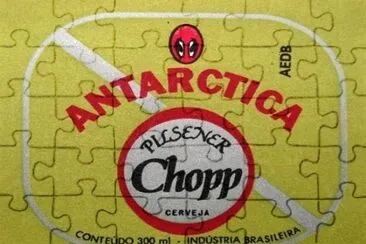 ANTARCTICA
AEDB
PILSENER
Chopp
CERVEJA
CONTEÚDO 300 ml - INDÚSTRIA BRASILEIRA